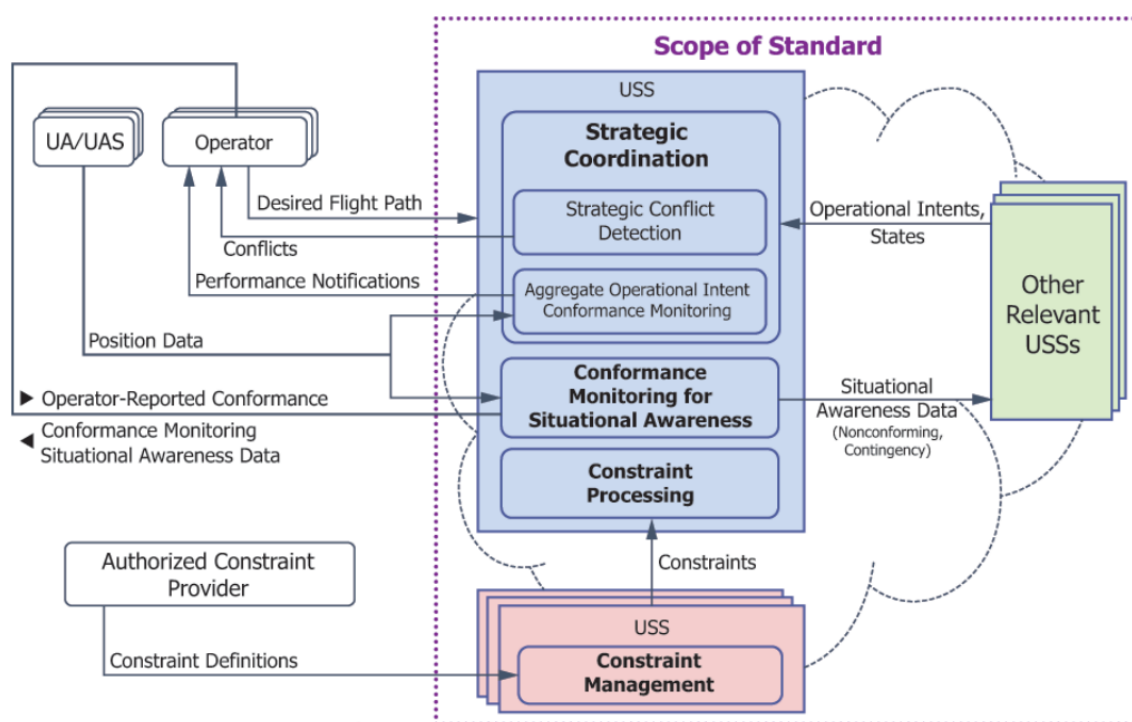 Scope of Standard
USS
UA/UAS
Operator
Strategic
Coordination
Desired Flight Path
Strategic Conflict
Detection
Operational Intents,
States
Conflicts
Performance Notifications
Aggregate Operational Intent
Conformance Monitoring
Other
Relevant
USSs
Position Data
Conformance
Monitoring for
Situational Awareness
Situational
Awareness Data
(Nonconforming,
Contingency)
▶ Operator-Reported Conformance
◀ Conformance Monitoring
Situational Awareness Data
Constraint
Processing
Authorized Constraint
Provider
Constraints
USS
Constraint Definitions
Constraint
Management